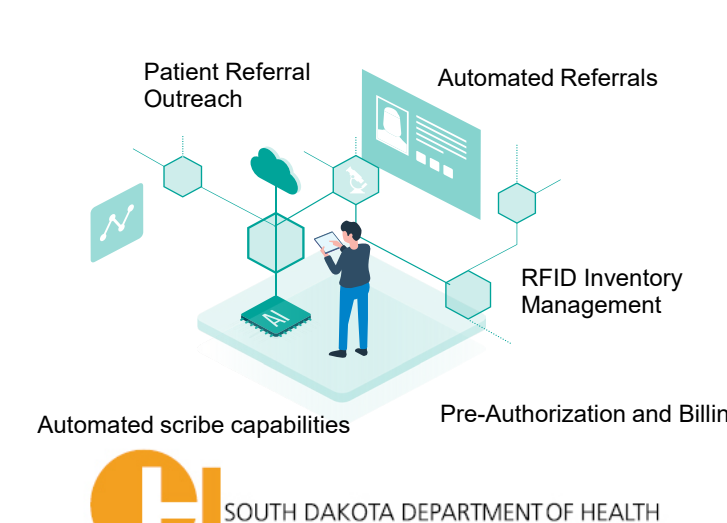 Patient Referral
Outreach
Automated Referrals
AI
RFID Inventory
Management
Automated scribe capabilities
Pre-Authorization and Billin
SOUTH DAKOTA DEPARTMENT OF HEALTH